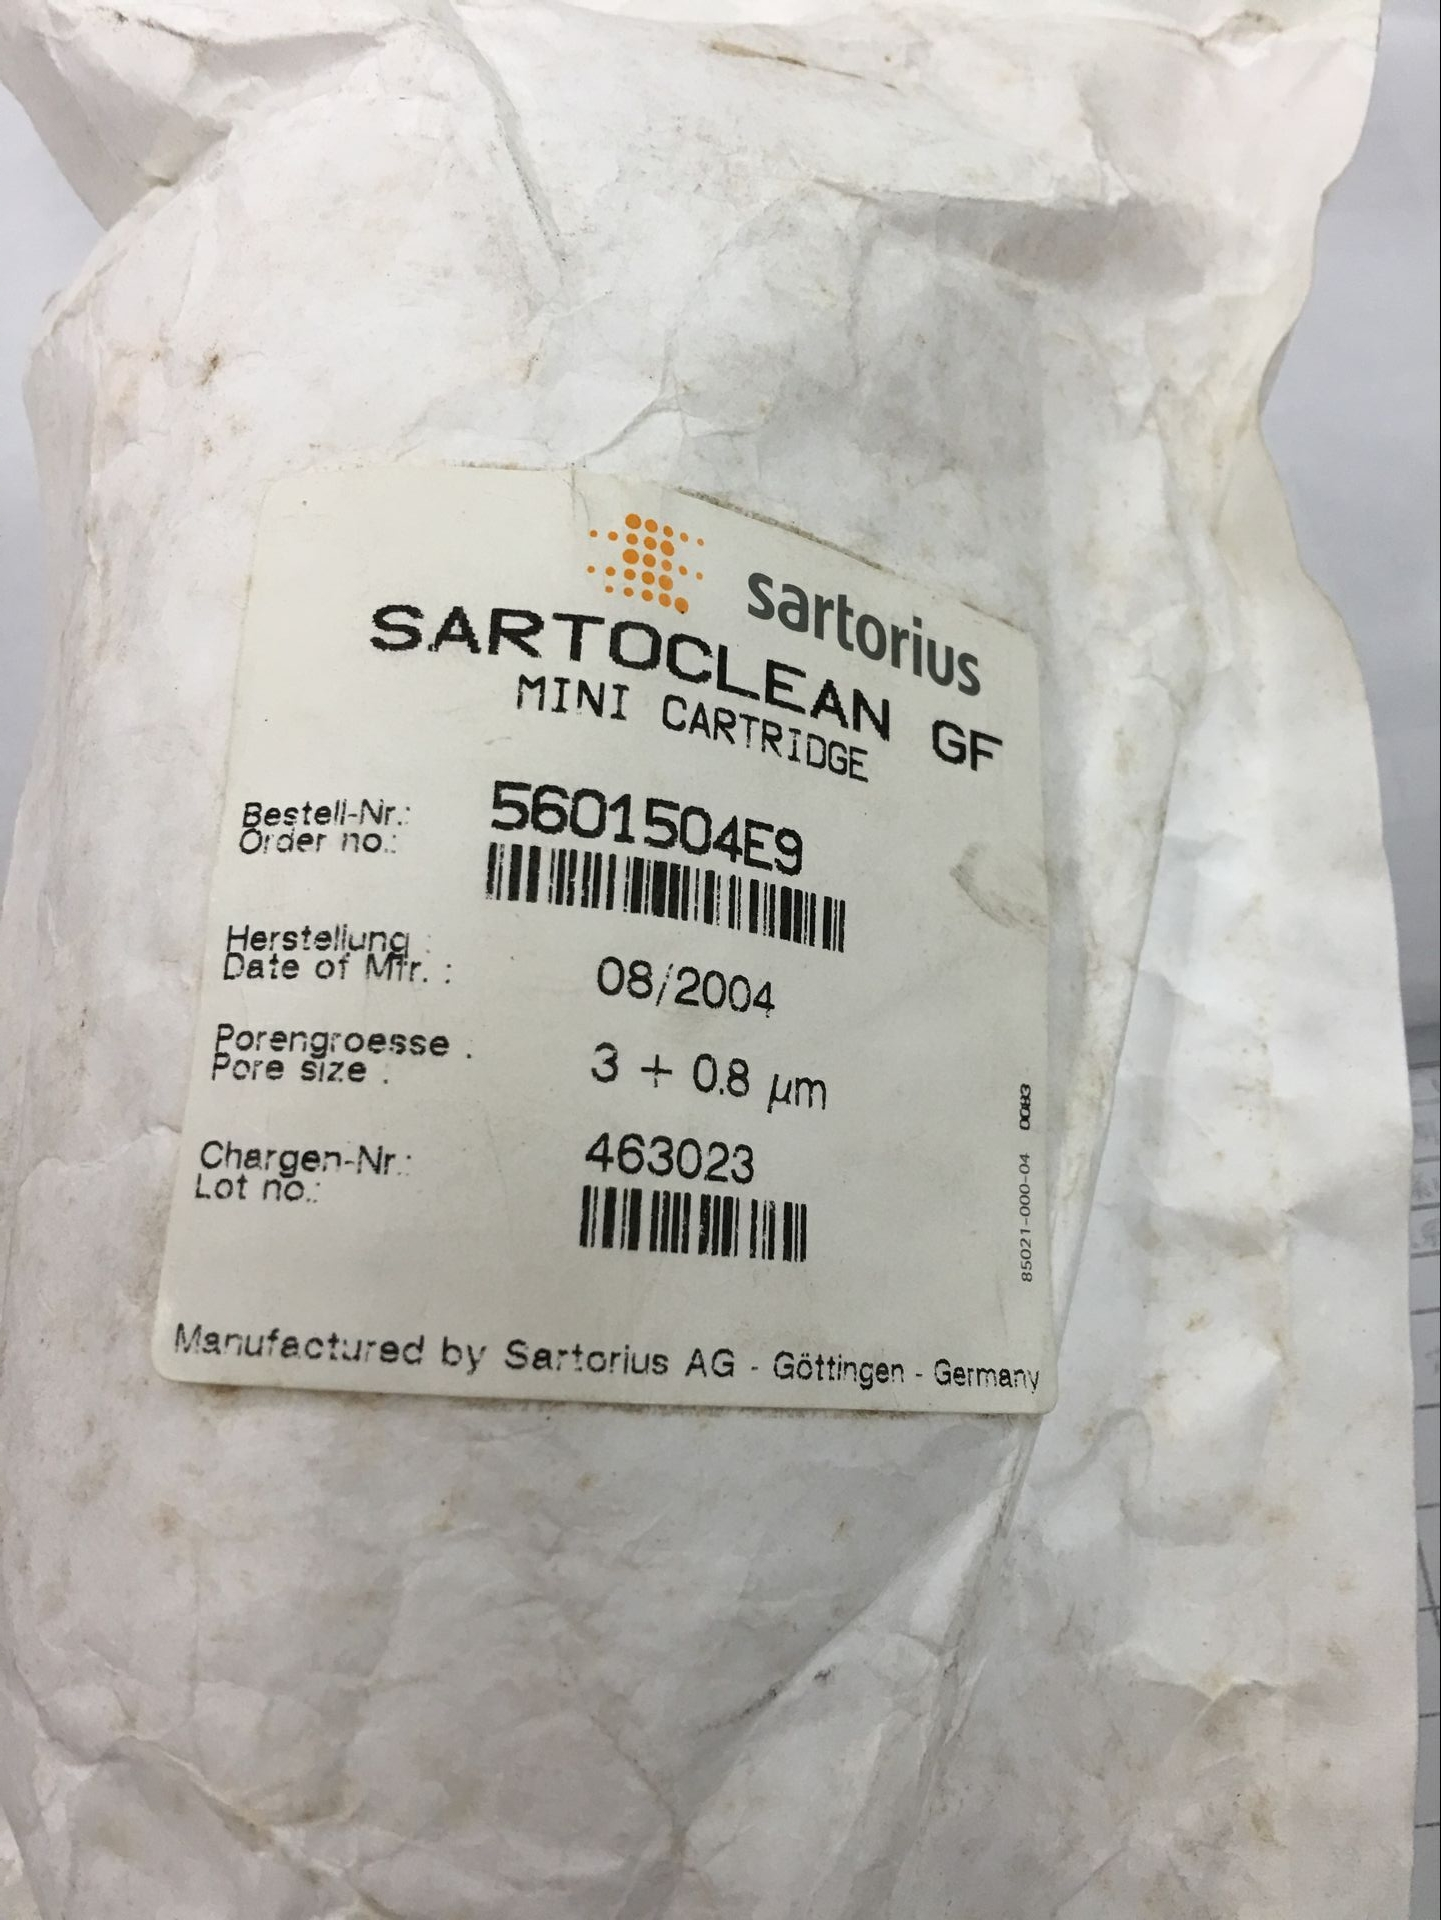 sartorius
SARTOCLEAN GF
MINI CARTRIDGE
Bestell-Nr.:
Order no.:
5601504E9
Herstellung :
Date of Mfr. :
08/2004
Porengroesse :
Pore size :
3 + 0.8 µm
Chargen-Nr.:
Lot no.:
463023
85021-000-04
Manufactured by Sartorius AG - Göttingen - Germany